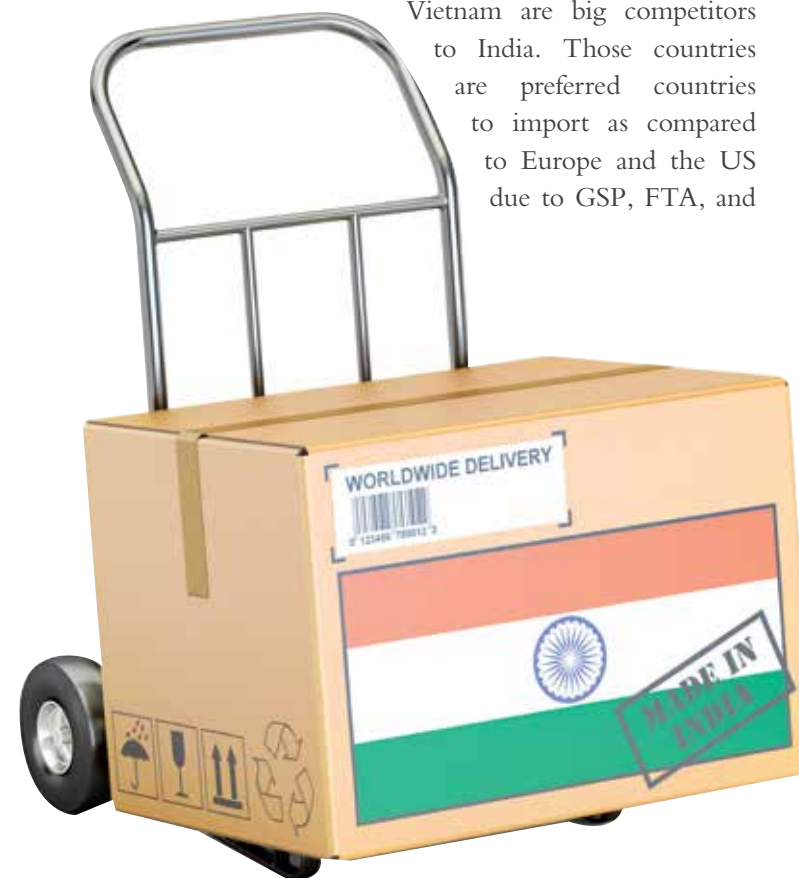 Vietnam are big competitors
to India. Those countries
are preferred countries
to import as compared
to Europe and the US
due to GSP, FTA, and
WORLDWIDE DELIVERY
MADE IN
INDIA